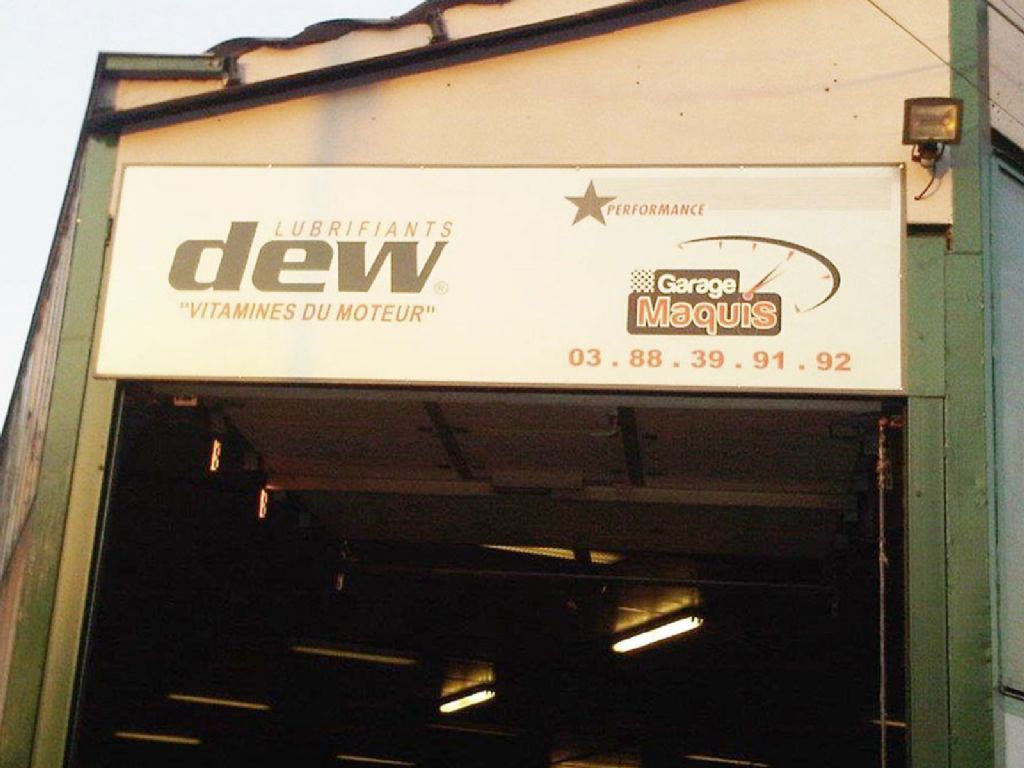 LUBRIFIANTS
dew®
"VITAMINES DU MOTEUR"
PERFORMANCE
Garage
Maquis
03 . 88 . 39 . 91 . 92